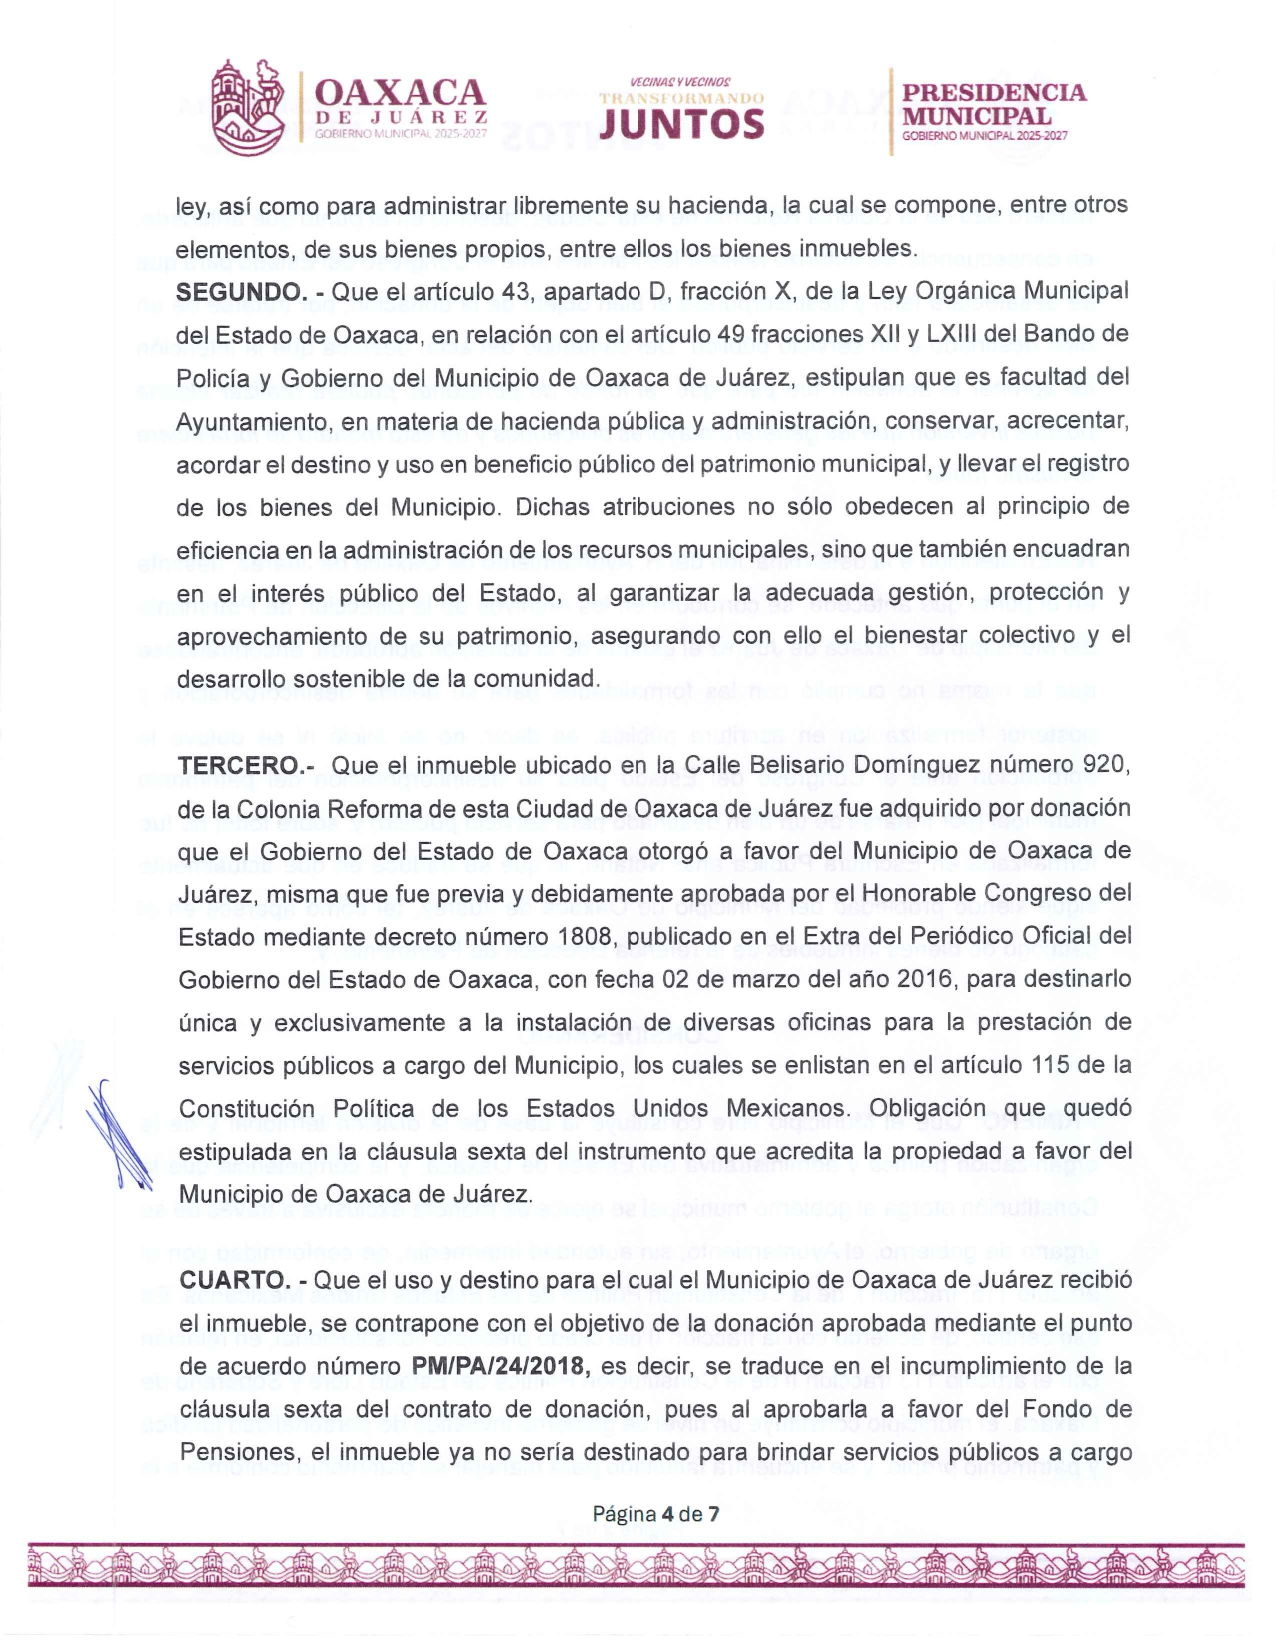 OAXACA
DE JUÁREZ
GOBIERNO MUNICIPAL 2025-2027
VECINAS Y VECINOS
TRANSFORMANDO
JUNTOS
PRESIDENCIA
MUNICIPAL
GOBIERNO MUNICIPAL 2025-2027
ley, así como para administrar libremente su hacienda, la cual se compone, entre otros
elementos, de sus bienes propios, entre ellos los bienes inmuebles.
SEGUNDO. - Que el artículo 43, apartado D, fracción X, de la Ley Orgánica Municipal
del Estado de Oaxaca, en relación con el artículo 49 fracciones XII y LXIII del Bando de
Policía y Gobierno del Municipio de Oaxaca de Juárez, estipulan que es facultad del
Ayuntamiento, en materia de hacienda pública y administración, conservar, acrecentar,
acordar el destino y uso en beneficio público del patrimonio municipal, y llevar el registro
de los bienes del Municipio. Dichas atribuciones no sólo obedecen al principio de
eficiencia en la administración de los recursos municipales, sino que también encuadran
en el interés público del Estado, al garantizar la adecuada gestión, protección y
aprovechamiento de su patrimonio, asegurando con ello el bienestar colectivo y el
desarrollo sostenible de la comunidad.
TERCERO.- Que el inmueble ubicado en la Calle Belisario Domínguez número 920,
de la Colonia Reforma de esta Ciudad de Oaxaca de Juárez fue adquirido por donación
que el Gobierno del Estado de Oaxaca otorgó a favor del Municipio de Oaxaca de
Juárez, misma que fue previa y debidamente aprobada por el Honorable Congreso del
Estado mediante decreto número 1808, publicado en el Extra del Periódico Oficial del
Gobierno del Estado de Oaxaca, con fecha 02 de marzo del año 2016, para destinarlo
única y exclusivamente a la instalación de diversas oficinas para la prestación de
servicios públicos a cargo del Municipio, los cuales se enlistan en el artículo 115 de la
Constitución Política de los Estados Unidos Mexicanos. Obligación que quedó
estipulada en la cláusula sexta del instrumento que acredita la propiedad a favor del
Municipio de Oaxaca de Juárez.
CUARTO. - Que el uso y destino para el cual el Municipio de Oaxaca de Juárez recibió
el inmueble, se contrapone con el objetivo de la donación aprobada mediante el punto
de acuerdo número PM/PA/24/2018, es decir, se traduce en el incumplimiento de la
cláusula sexta del contrato de donación, pues al aprobarla a favor del Fondo de
Pensiones, el inmueble ya no sería destinado para brindar servicios públicos a cargo
Página 4 de 7